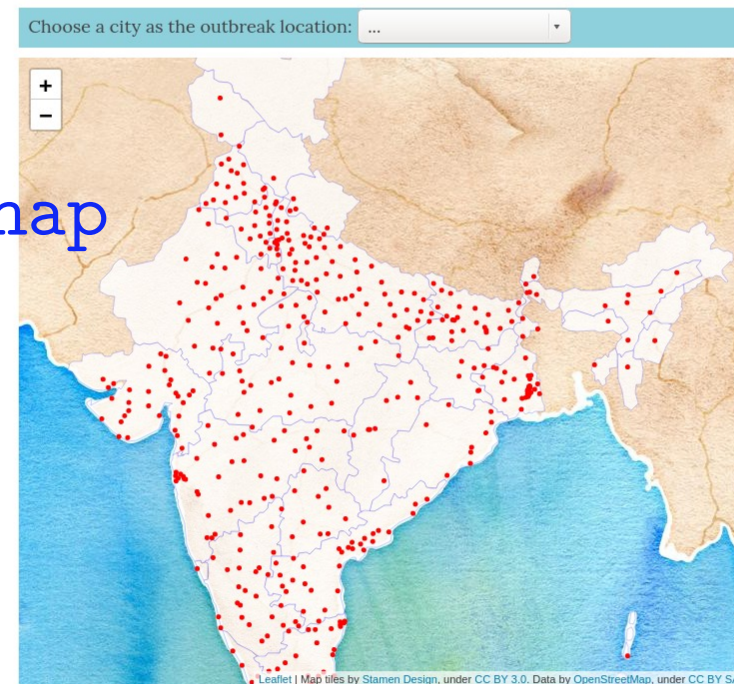 Choose a city as the outbreak location: ...
+
−
map
Leaflet | Map tiles by Stamen Design, under CC BY 3.0. Data by OpenStreetMap, under CC BY SA